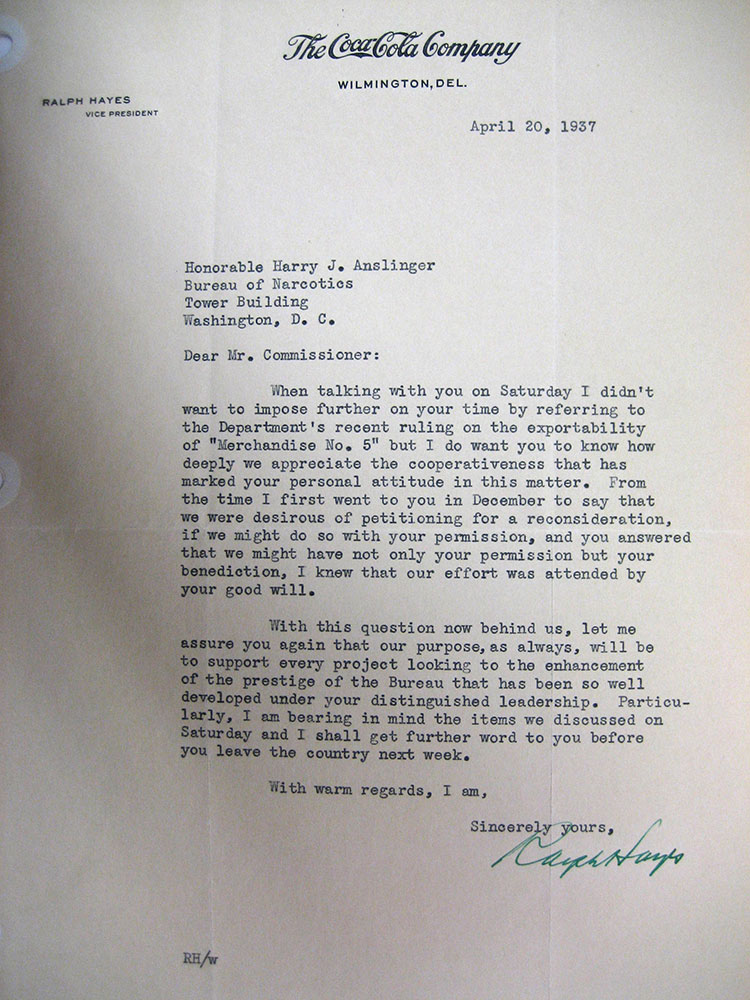 The Coca-Cola Company
WILMINGTON, DEL.
RALPH HAYES
VICE PRESIDENT
April 20, 1937
Honorable Harry J. Anslinger
Bureau of Narcotics
Tower Building
Washington, D. C.
Dear Mr. Commissioner:
When talking with you on Saturday I didn't
want to impose further on your time by referring to
the Department's recent ruling on the exportability
of "Merchandise No. 5" but I do want you to know how
deeply we appreciate the cooperativeness that has
marked your personal attitude in this matter. From
the time I first went to you in December to say that
we were desirous of petitioning for a reconsideration,
if we might do so with your permission, and you answered
that we might have not only your permission but your
benediction, I knew that our effort was attended by
your good will.
With this question now behind us, let me
assure you again that our purpose, as always, will be
to support every project looking to the enhancement
of the prestige of the Bureau that has been so well
developed under your distinguished leadership. Particu-
larly, I am bearing in mind the items we discussed on
Saturday and I shall get further word to you before
you leave the country next week.
With warm regards, I am,
Sincerely yours,
Ralph Hayes
RH/w